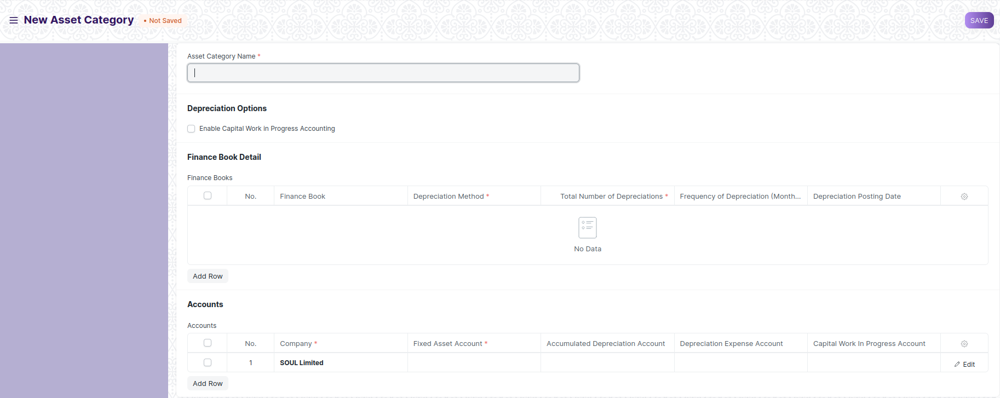 New Asset Category • Not Saved SAVE
Asset Category Name *
Depreciation Options
Enable Capital Work in Progress Accounting
Finance Book Detail
Finance Books
No. Finance Book Depreciation Method * Total Number of Depreciations * Frequency of Depreciation (Month... Depreciation Posting Date
No Data
Add Row
Accounts
Accounts
No. Company * Fixed Asset Account * Accumulated Depreciation Account Depreciation Expense Account Capital Work In Progress Account
1 SOUL Limited Edit
Add Row